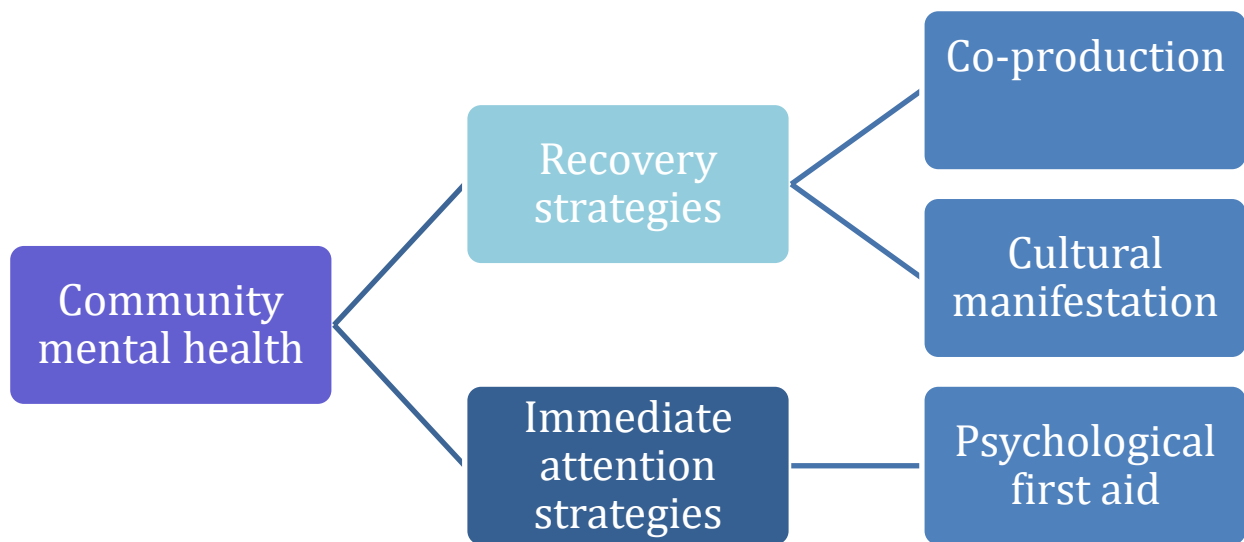 Community
mental health
Recovery
strategies
Co-production
Cultural
manifestation
Immediate
attention
strategies
Psychological
first aid